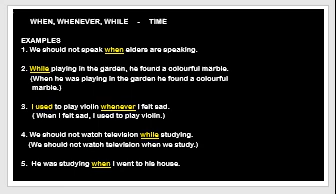 WHEN, WHENEVER, WHILE - TIME
EXAMPLES
1. We should not speak when elders are speaking.
2. While playing in the garden, he found a colourful marble.
(When he was playing in the garden he found a colourful
marble.)
3. I used to play violin whenever I felt sad.
( When I felt sad, I used to play violin.)
4. We should not watch television while studying.
(We should not watch television when we study.)
5. He was studying when I went to his house.